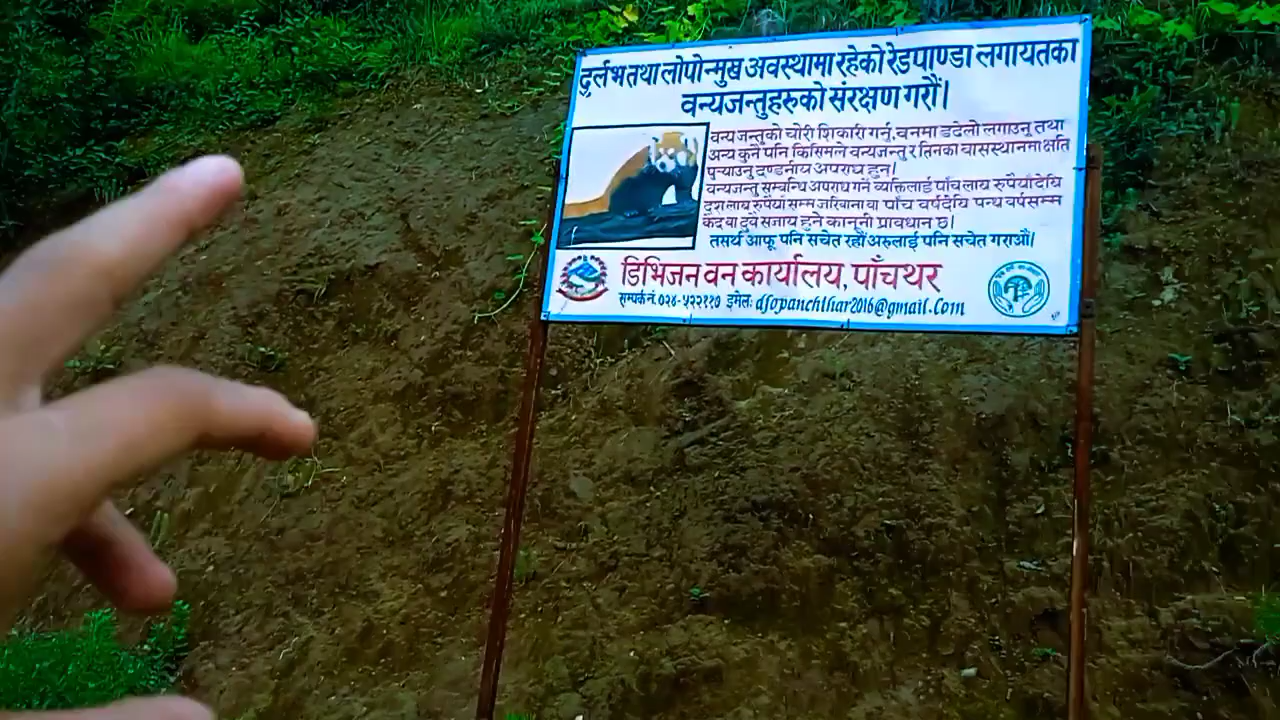 दुर्लभ तथा लोपोन्मुख अवस्थामा रहेको रेडपाण्डा लगायतका
वन्यजन्तुहरुको संरक्षण गरौं।
वन्यजन्तुको चोरी शिकारी गर्नु, वनमा डढेलो लगाउनु तथा
अन्य कुनै पनि किसिमले वन्यजन्तु र तिनको वासस्थानमा क्षति
पुऱ्याउनु दण्डनीय अपराध हुन्।
वन्यजन्तु सम्बन्धि अपराध गर्ने व्यक्तिलाई पाँच लाख रुपैयाँदेखि
दश लाख रुपैयाँ सम्म जरिवाना वा पाँच वर्षदेखि पन्ध्र वर्षसम्म
कैद वा दुवै सजाय हुने कानूनी प्रावधान छ।
तसर्थ आफू पनि सचेत रहौं अरुलाई पनि सचेत गराऔं।
डिभिजन वन कार्यालय, पाँचथर
सम्पर्क नं. ०२४-५२२११० इमेल: dfopanchthar2016@gmail.com